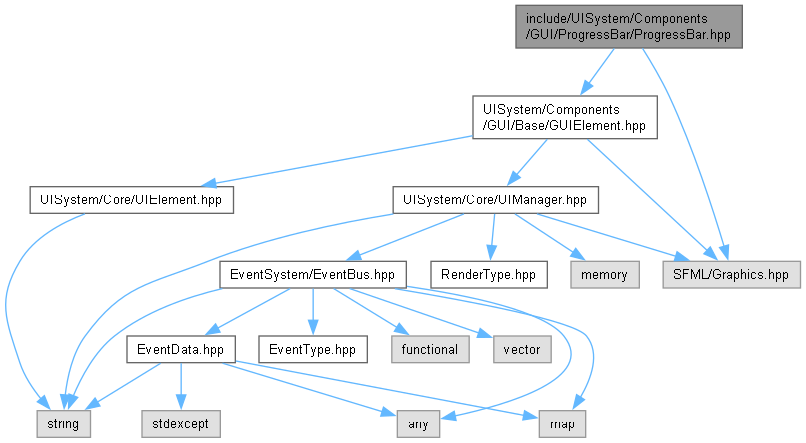 include/UISystem/Components
/GUI/ProgressBar/ProgressBar.hpp
UISystem/Components
/GUI/Base/GUIElement.hpp
UISystem/Core/UIElement.hpp
UISystem/Core/UIManager.hpp
EventSystem/EventBus.hpp
RenderType.hpp
memory
SFML/Graphics.hpp
EventData.hpp
EventType.hpp
functional
vector
string
stdexcept
any
map